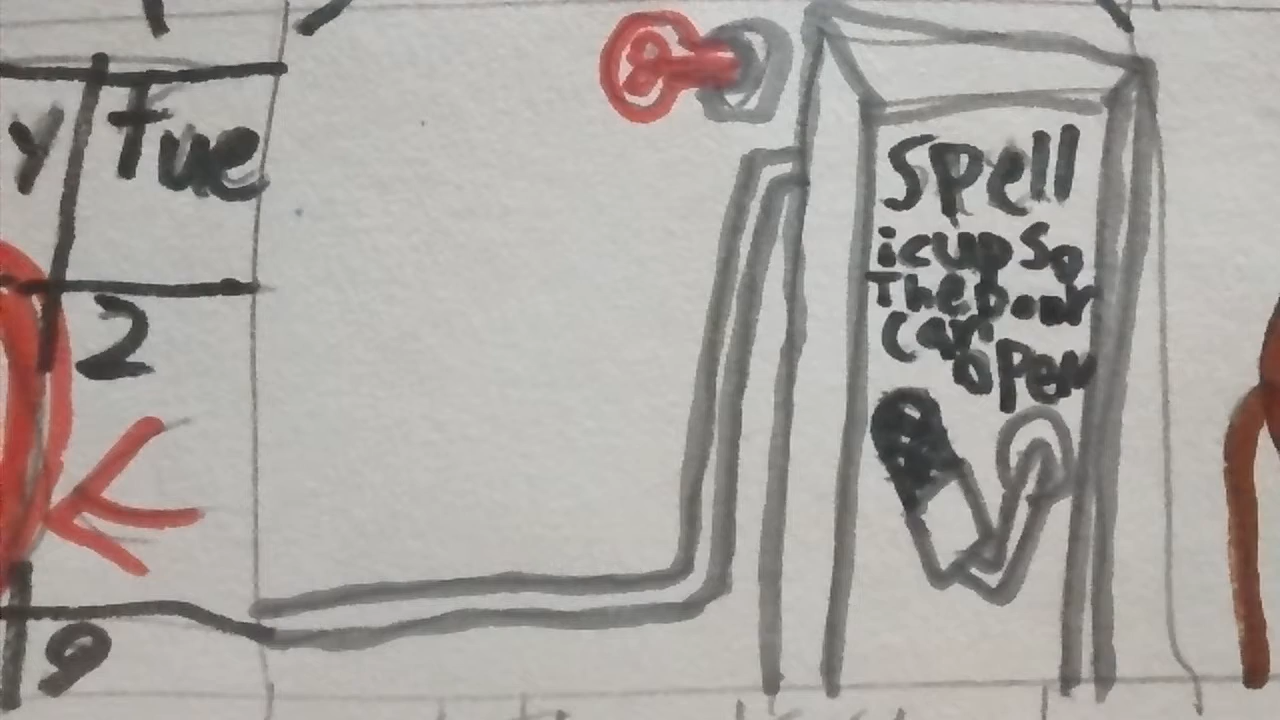 y
Tue
2
9
Spell
icup so
The Door
can
open